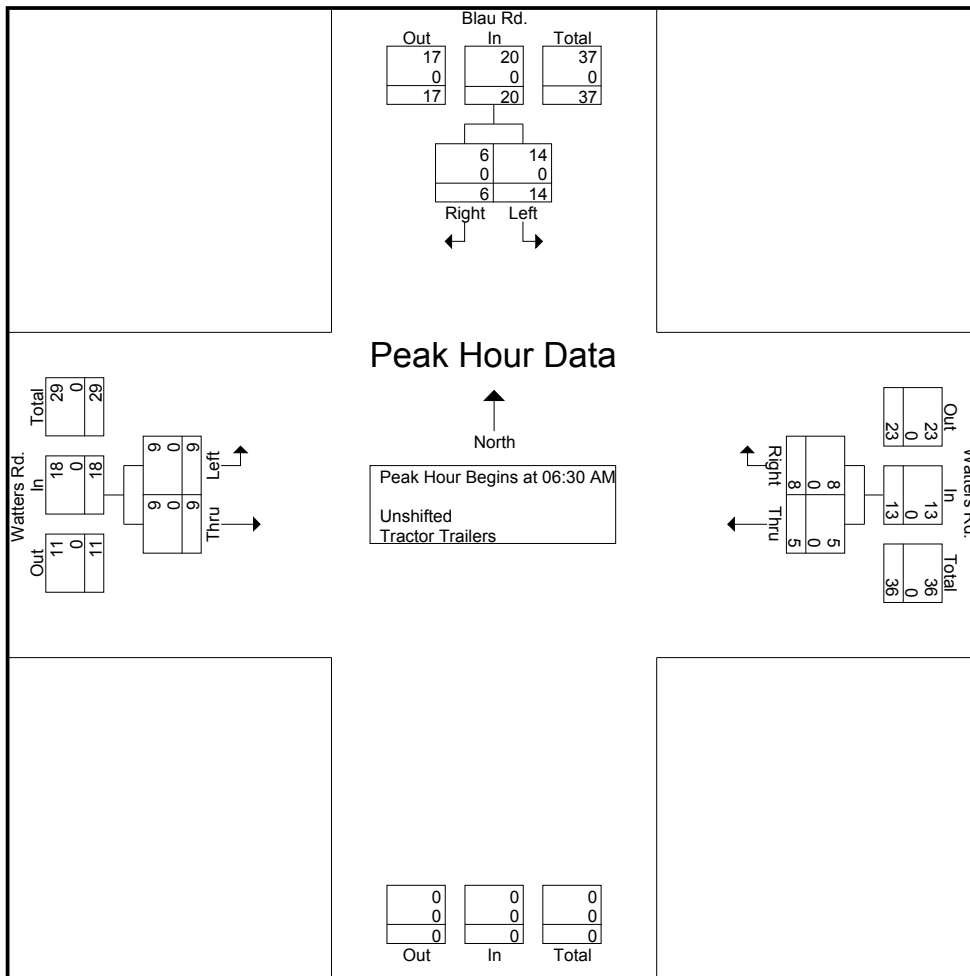 Blau Rd.
Out In Total
17 20 37
0 0 0
17 20 37
6 14
0 0
6 14
Right Left
Peak Hour Data
North
Peak Hour Begins at 06:30 AM
Unshifted
Tractor Trailers
Watters Rd.
Out In Total
11 18 29
0 0 0
11 18 29
Thru Left
9 9
0 0
9 9
Watters Rd.
Out In Total
23 13 36
0 0 0
23 13 36
Right Thru
8 5
0 0
8 5
0 0 0
0 0 0
0 0 0
Out In Total